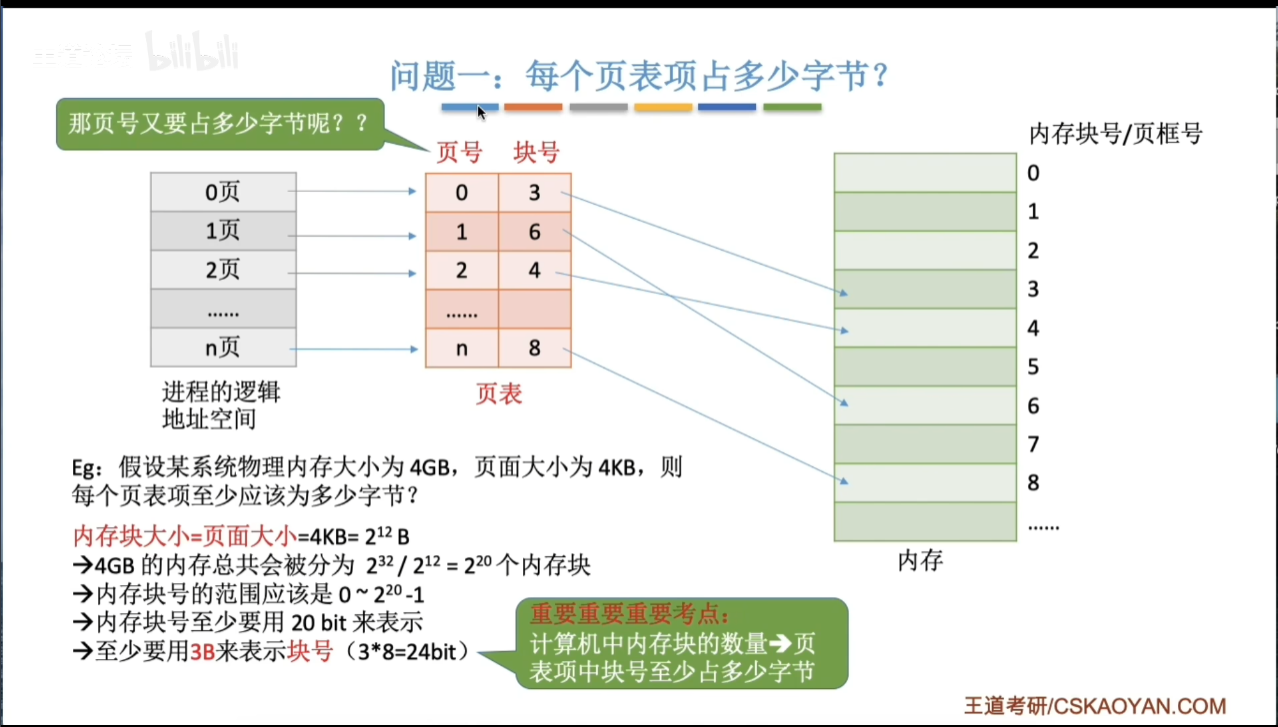 bilibili
问题一：每个页表项占多少字节？
那页号又要占多少字节呢？？
页号 块号
0页
1页
2页
......
n页
进程的逻辑
地址空间
0 3
1 6
2 4
......
n 8
页表
内存块号/页框号
0
1
2
3
4
5
6
7
8
......
内存
Eg：假设某系统物理内存大小为 4GB，页面大小为 4KB，则
每个页表项至少应该为多少字节？
内存块大小=页面大小=4KB= 2¹² B
→4GB 的内存总共会被分为 2³² / 2¹² = 2²⁰ 个内存块
→内存块号的范围应该是 0 ~ 2²⁰ -1
→内存块号至少要用 20 bit 来表示
→至少要用3B来表示块号（3*8=24bit）
重要重要重要考点：
计算机中内存块的数量→页
表项中块号至少占多少字节
王道考研/CSKAOYAN.COM